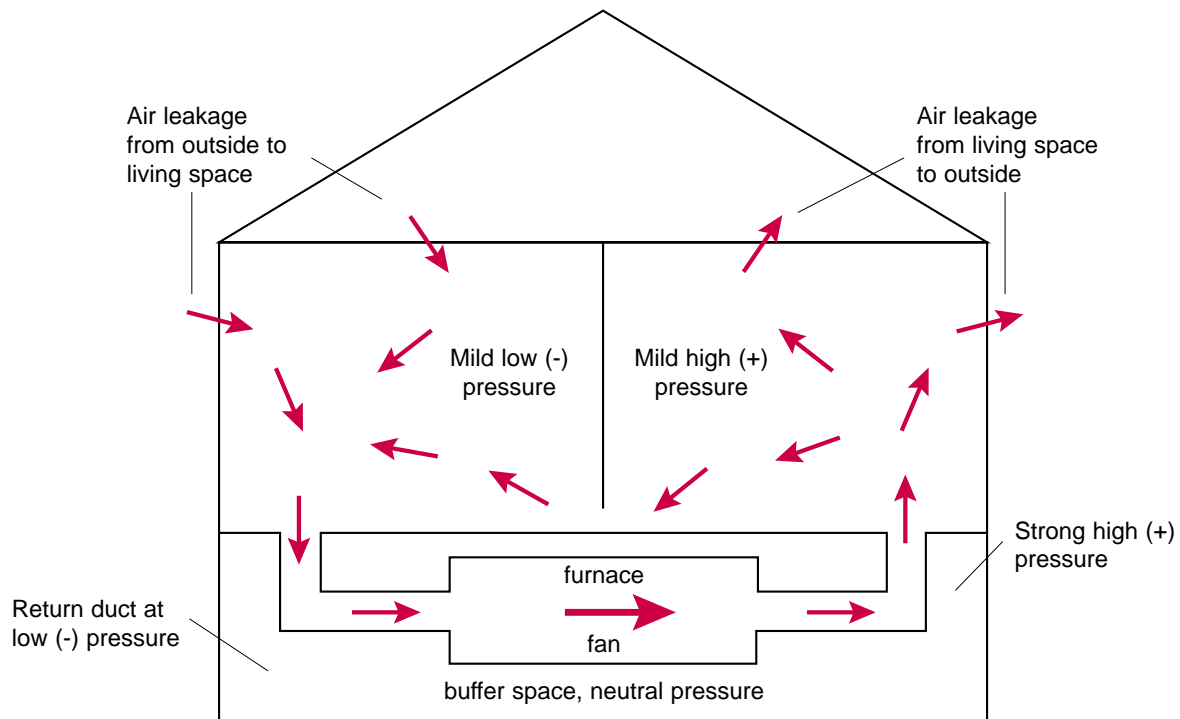 Air leakage
from outside to
living space
Air leakage
from living space
to outside
Mild low (-)
pressure
Mild high (+)
pressure
Strong high (+)
pressure
furnace
Return duct at
low (-) pressure
fan
buffer space, neutral pressure